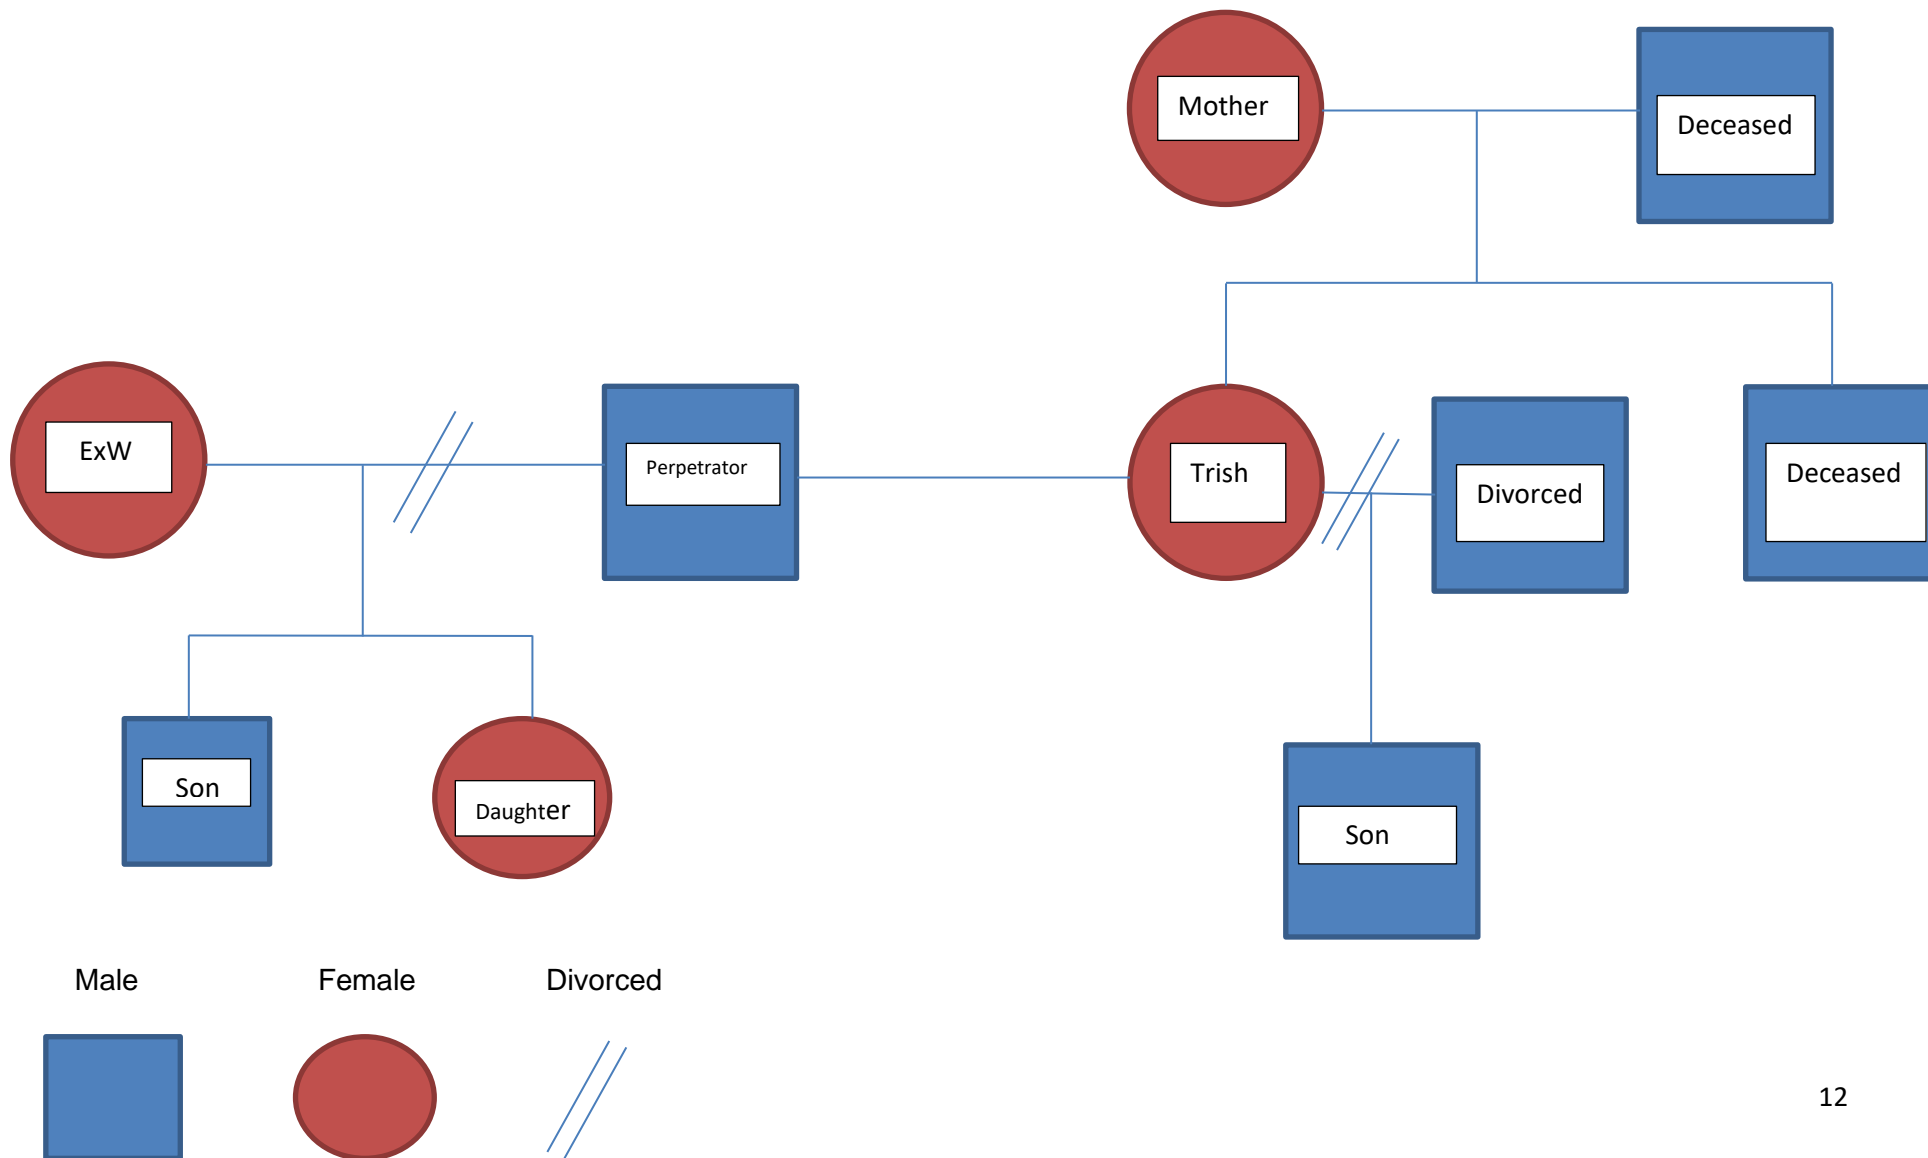 Mother
Deceased
ExW
Perpetrator
Trish
Divorced
Deceased
Son
Daughter
Son
Male
Female
Divorced
12